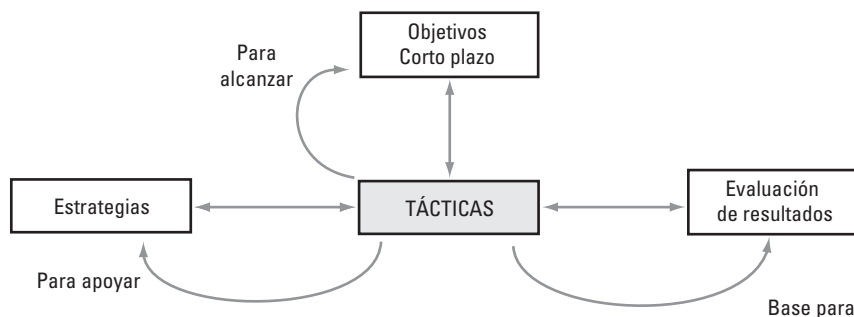 Objetivos
Corto plazo
Para
alcanzar
Estrategias
TÁCTICAS
Evaluación
de resultados
Para apoyar
Base para